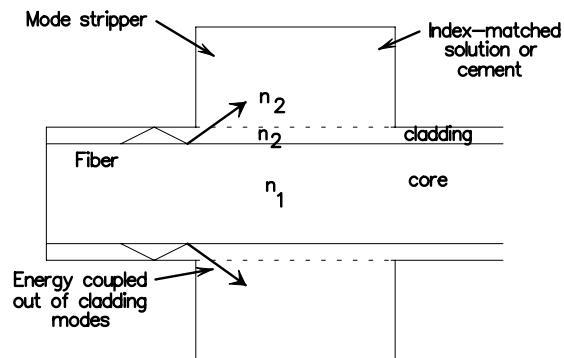 Mode stripper
Index-matched
solution or
cement
n2
n2
cladding
Fiber
n1
core
Energy coupled
out of cladding
modes